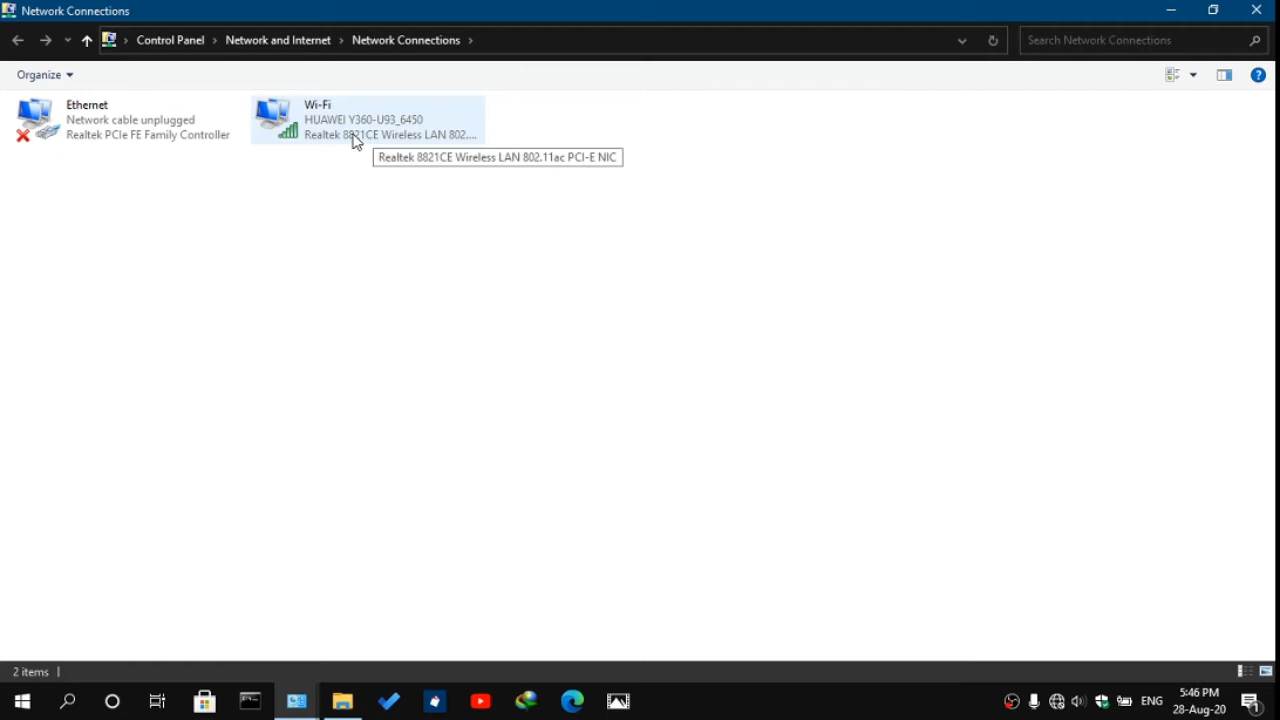 Network Connections
Control Panel > Network and Internet > Network Connections >
Search Network Connections
Organize
Ethernet
Network cable unplugged
Realtek PCIe FE Family Controller
Wi-Fi
HUAWEI Y360-U93_6450
Realtek 8821CE Wireless LAN 802....
Realtek 8821CE Wireless LAN 802.11ac PCI-E NIC
2 items
ENG
5:46 PM
28-Aug-20
1